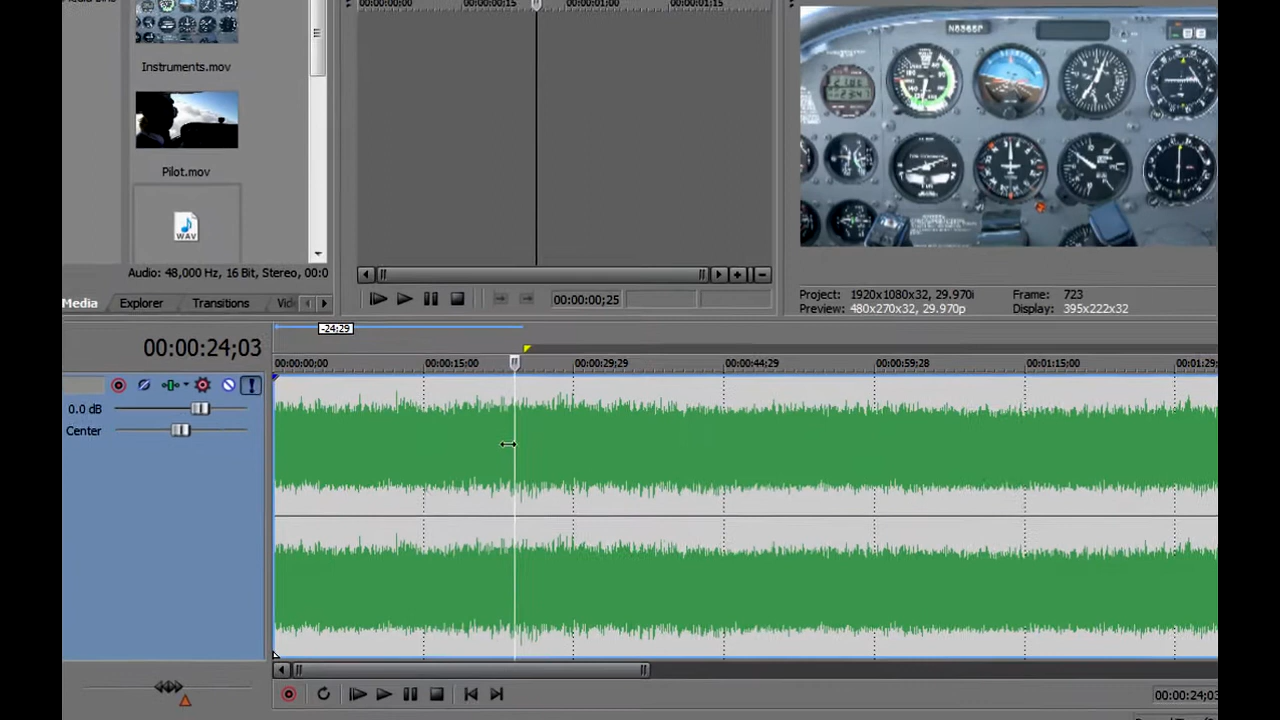 00:00:00;00
00:00:00;15
00:00:01;00
00:00:01;15
Instruments.mov
Pilot.mov
WAV
Audio: 48,000 Hz, 16 Bit, Stereo, 00:0
Media
Explorer
Transitions
00:00:00;25
Project: 1920x1080x32, 29.970i
Frame: 723
Preview: 480x270x32, 29.970p
Display: 395x222x32
-24;29
00:00:24;03
00:00:00;00
00:00:15;00
00:00:29;29
00:00:44;29
00:00:59;28
00:01:15;00
00:01:29;
0.0 dB
Center
00:00:24;03